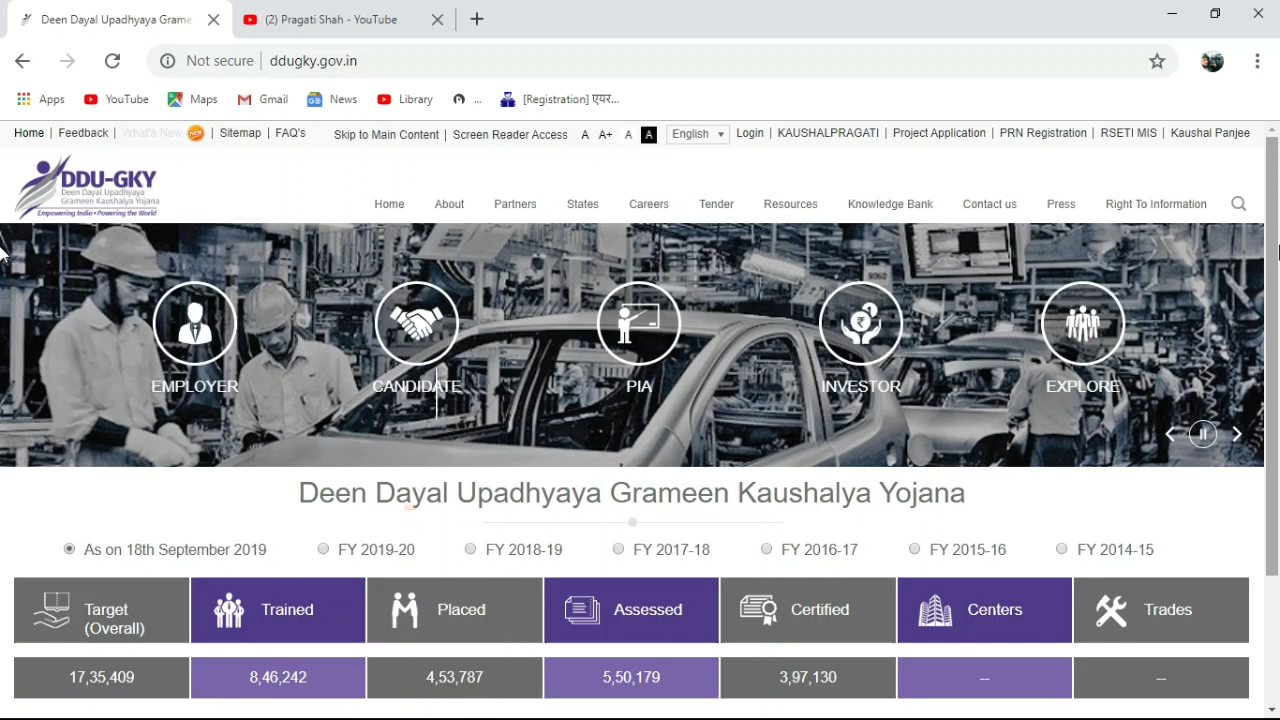 Deen Dayal Upadhyaya Grame
(2) Pragati Shah - YouTube
Not secure
ddugky.gov.in
Apps
YouTube
Maps
Gmail
News
Library
...
[Registration] एयर...
Home | Feedback | What's New | Sitemap | FAQ's
Skip to Main Content | Screen Reader Access A A+ A A English Login | KAUSHALPRAGATI | Project Application | PRN Registration | RSETI MIS | Kaushal Panjee
DDU-GKY
Deen Dayal Upadhyaya
Grameen Kaushalya Yojana
Empowering India • Powering the World
Home About Partners States Careers Tender Resources Knowledge Bank Contact us Press Right To Information
EMPLOYER
CANDIDATE
PIA
INVESTOR
EXPLORE
Deen Dayal Upadhyaya Grameen Kaushalya Yojana
As on 18th September 2019
FY 2019-20
FY 2018-19
FY 2017-18
FY 2016-17
FY 2015-16
FY 2014-15
Target
(Overall)
Trained
Placed
Assessed
Certified
Centers
Trades
17,35,409
8,46,242
4,53,787
5,50,179
3,97,130
--
--